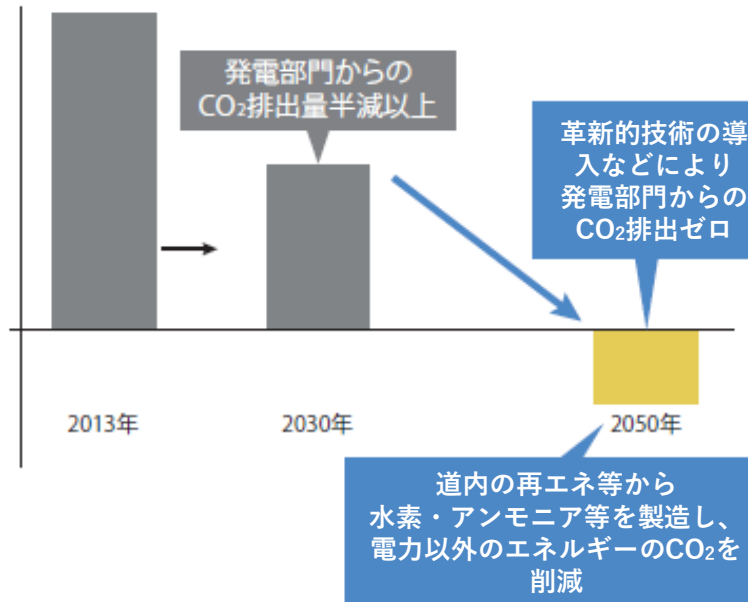 発電部門からの
CO₂排出量半減以上
革新的技術の導
入などにより
発電部門からの
CO₂排出ゼロ
2013年
2030年
2050年
道内の再エネ等から
水素・アンモニア等を製造し、
電力以外のエネルギーのCO₂を
削減